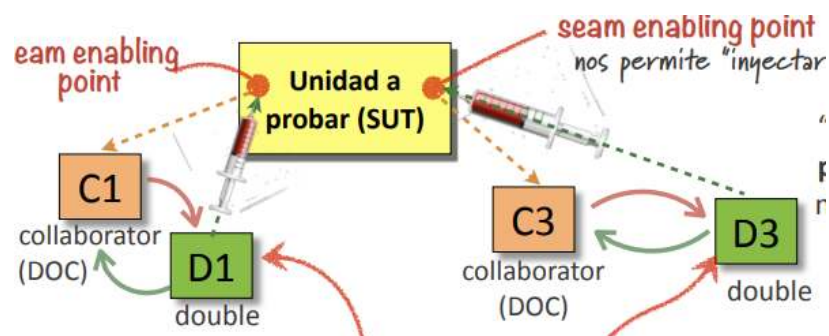 eam enabling
point
Unidad a
probar (SUT)
seam enabling point
nos permite "inyectar
"
C1
collaborator
(DOC)
D1
double
C3
collaborator
(DOC)
D3
double